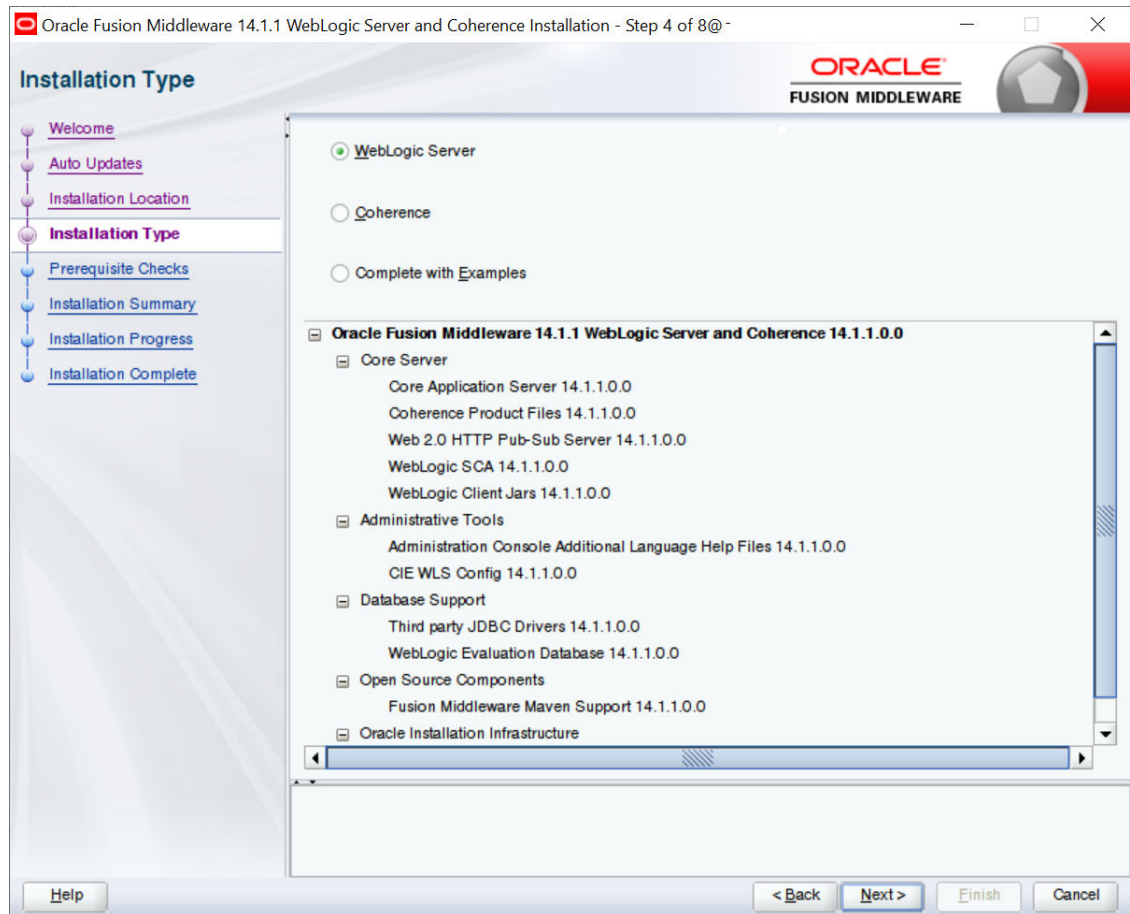 Oracle Fusion Middleware 14.1.1 WebLogic Server and Coherence Installation - Step 4 of 8@-
Installation Type
ORACLE
FUSION MIDDLEWARE
Welcome
Auto Updates
Installation Location
Installation Type
Prerequisite Checks
Installation Summary
Installation Progress
Installation Complete
WebLogic Server
Coherence
Complete with Examples
Oracle Fusion Middleware 14.1.1 WebLogic Server and Coherence 14.1.1.0.0
Core Server
Core Application Server 14.1.1.0.0
Coherence Product Files 14.1.1.0.0
Web 2.0 HTTP Pub-Sub Server 14.1.1.0.0
WebLogic SCA 14.1.1.0.0
WebLogic Client Jars 14.1.1.0.0
Administrative Tools
Administration Console Additional Language Help Files 14.1.1.0.0
CIE WLS Config 14.1.1.0.0
Database Support
Third party JDBC Drivers 14.1.1.0.0
WebLogic Evaluation Database 14.1.1.0.0
Open Source Components
Fusion Middleware Maven Support 14.1.1.0.0
Oracle Installation Infrastructure
Help
< Back
Next >
Finish
Cancel